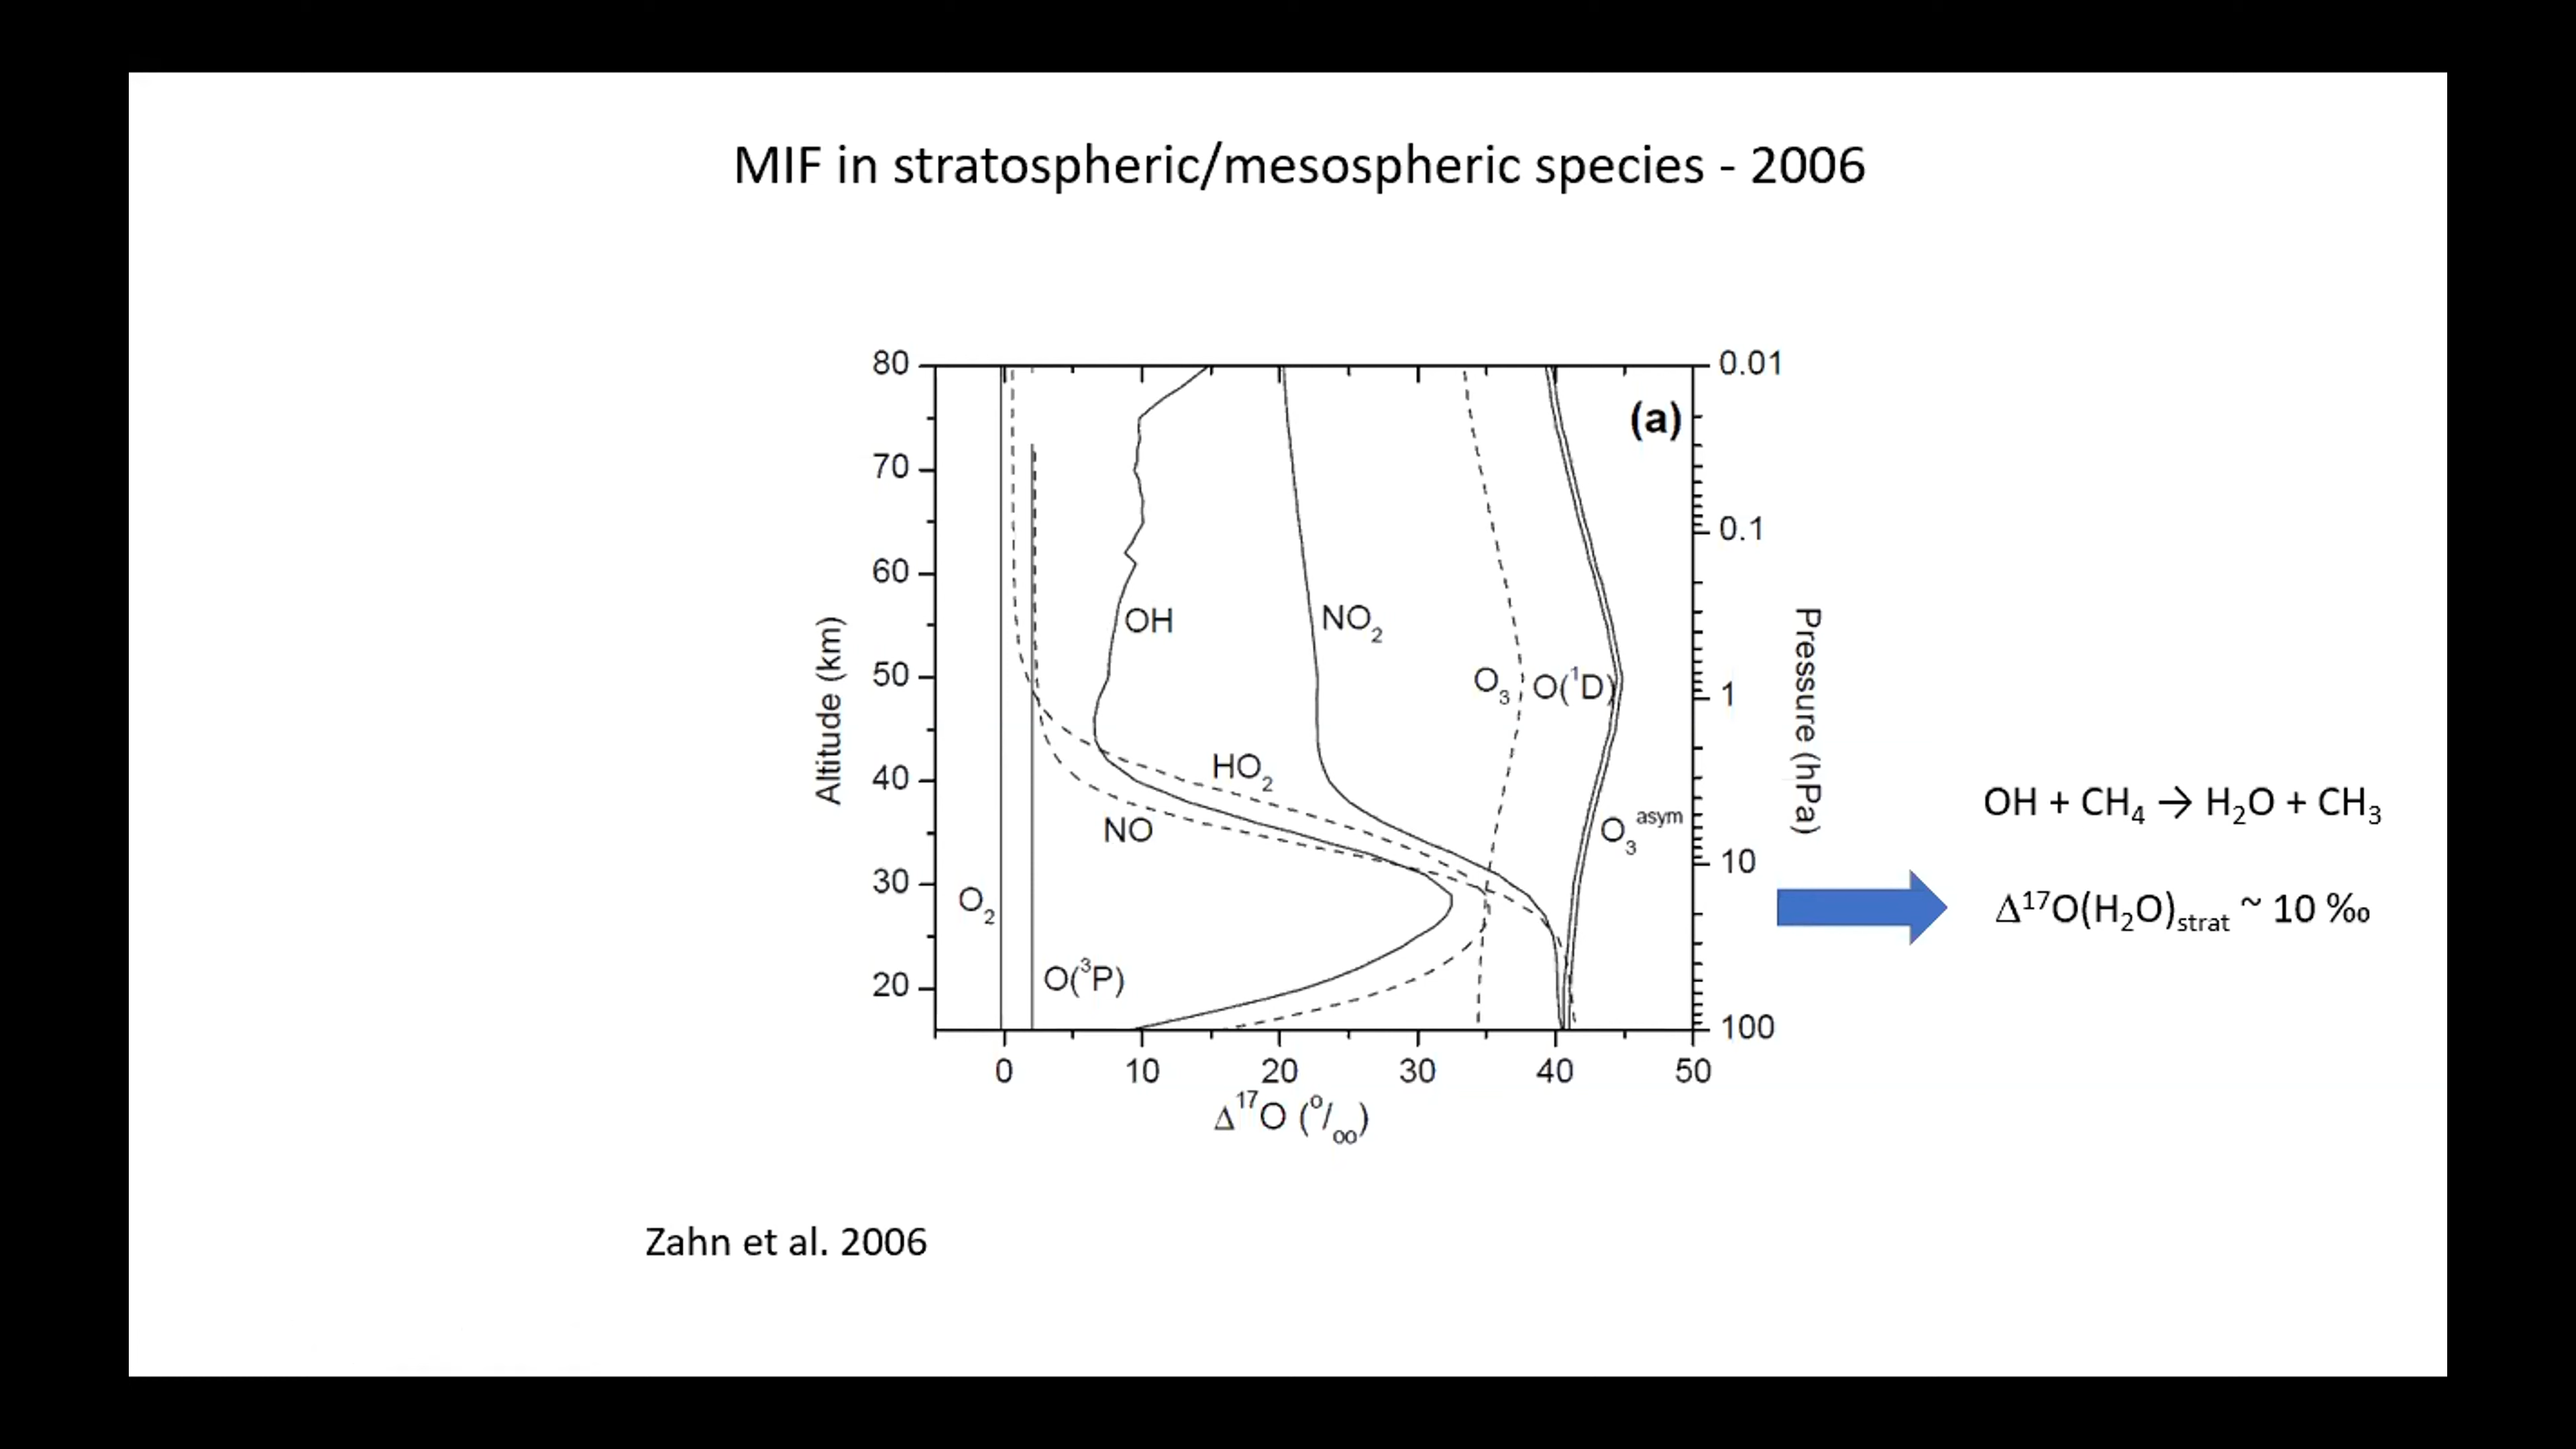 MIF in stratospheric/mesospheric species - 2006
80
70
60
50
40
30
20
Altitude (km)
0.01
0.1
1
10
100
Pressure (hPa)
(a)
OH
NO₂
O₃
O(¹D)
HO₂
NO
O₃ᵃˢʸᵐ
O₂
O(³P)
0 10 20 30 40 50
Δ¹⁷O (º/₀₀)
OH + CH₄ → H₂O + CH₃
Δ¹⁷O(H₂O)strat ~ 10 ‰
Zahn et al. 2006